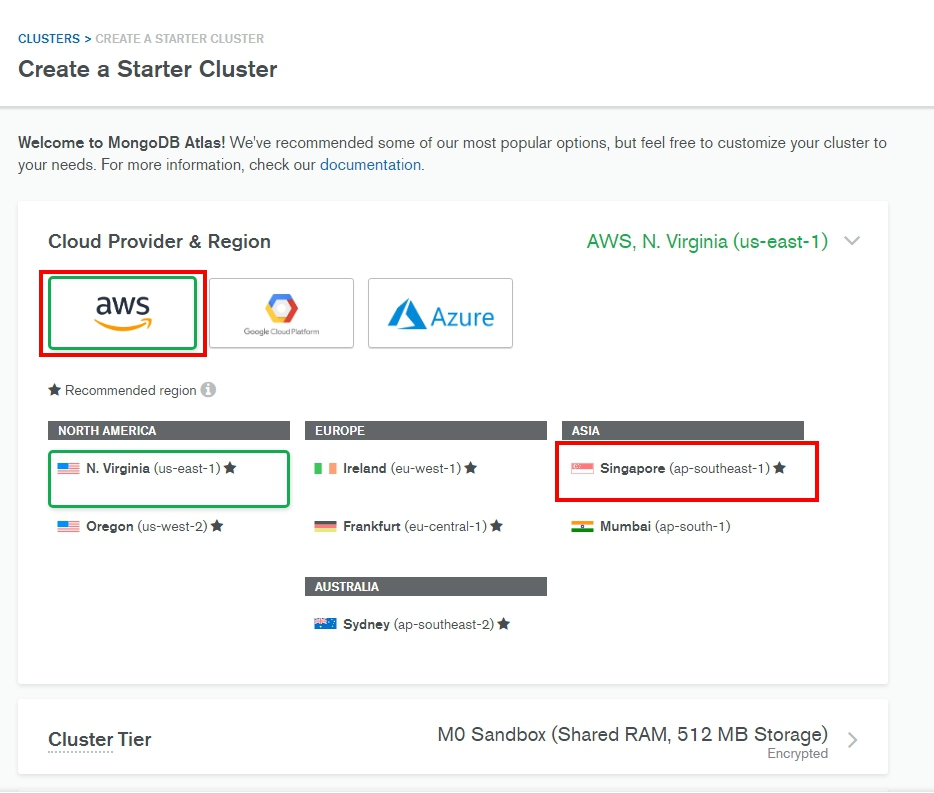 CLUSTERS > CREATE A STARTER CLUSTER
Create a Starter Cluster
Welcome to MongoDB Atlas! We've recommended some of our most popular options, but feel free to customize your cluster to
your needs. For more information, check our documentation.
Cloud Provider & Region
AWS, N. Virginia (us-east-1)
aws
Google Cloud Platform
Azure
Recommended region
NORTH AMERICA
N. Virginia (us-east-1)
Oregon (us-west-2)
EUROPE
Ireland (eu-west-1)
Frankfurt (eu-central-1)
ASIA
Singapore (ap-southeast-1)
Mumbai (ap-south-1)
AUSTRALIA
Sydney (ap-southeast-2)
Cluster Tier
M0 Sandbox (Shared RAM, 512 MB Storage)
Encrypted